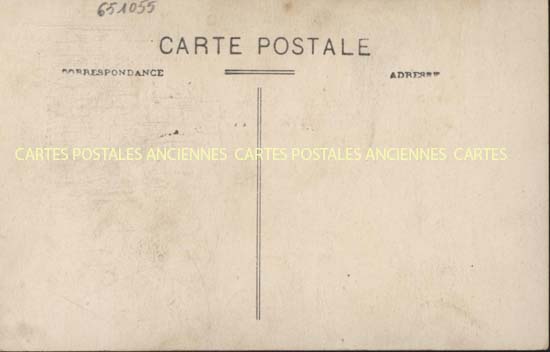 651055
CARTE POSTALE
CORRESPONDANCE ADRESSE
CARTES POSTALES ANCIENNES CARTES POSTALES ANCIENNES CARTES